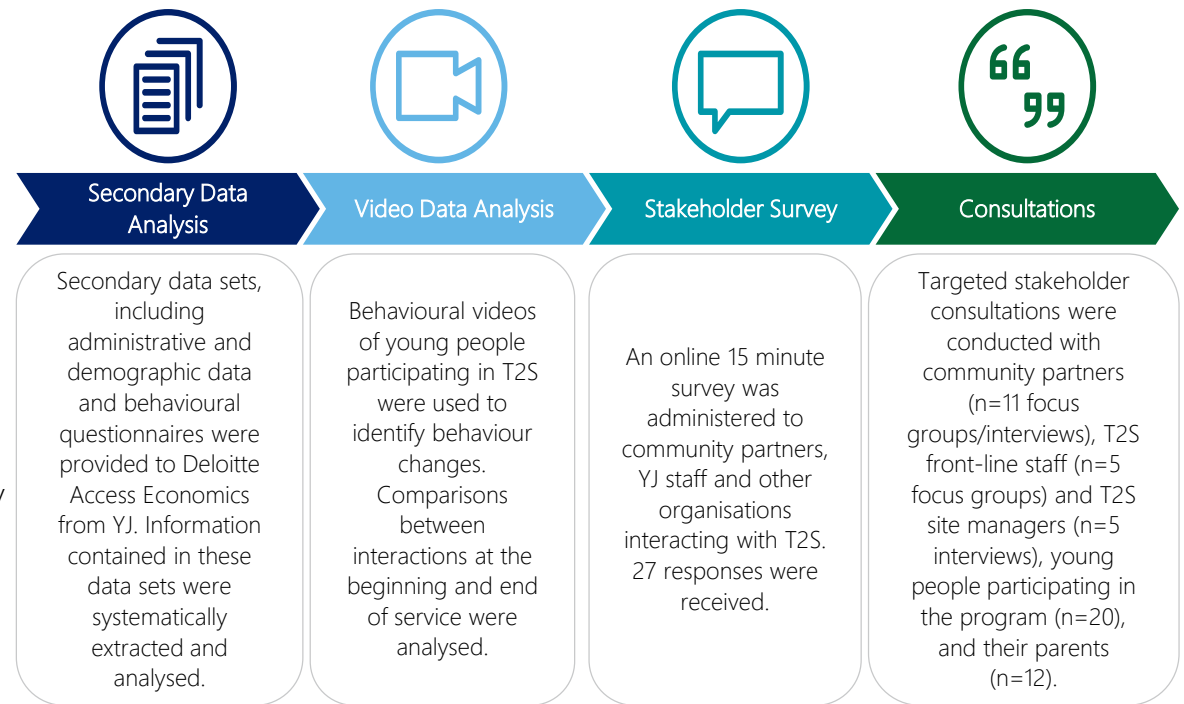 66
99
Secondary Data
Analysis
Video Data Analysis
Stakeholder Survey
Consultations
Secondary data sets,
including
administrative and
demographic data
and behavioural
questionnaires were
provided to Deloitte
Access Economics
from YJ. Information
contained in these
data sets were
systematically
extracted and
analysed.
Behavioural videos
of young people
participating in T2S
were used to
identify behaviour
changes.
Comparisons
between
interactions at the
beginning and end
of service were
analysed.
An online 15 minute
survey was
administered to
community partners,
YJ staff and other
organisations
interacting with T2S.
27 responses were
received.
Targeted stakeholder
consultations were
conducted with
community partners
(n=11 focus
groups/interviews), T2S
front-line staff (n=5
focus groups) and T2S
site managers (n=5
interviews), young
people participating in
the program (n=20),
and their parents
(n=12).